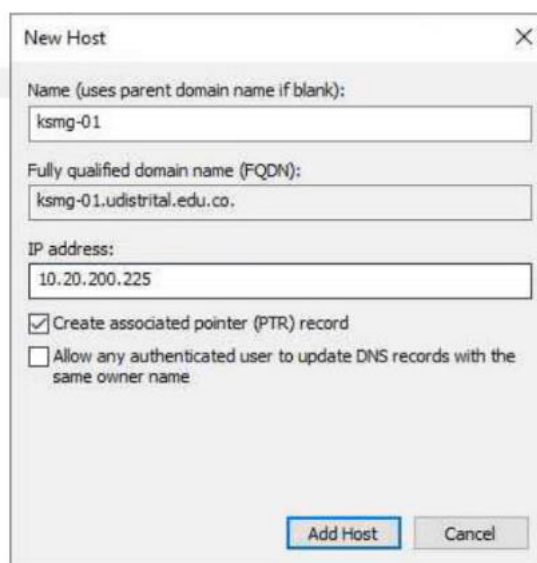 New Host
Name (uses parent domain name if blank):
ksmg-01
Fully qualified domain name (FQDN):
ksmg-01.udistrital.edu.co.
IP address:
10.20.200.225
Create associated pointer (PTR) record
Allow any authenticated user to update DNS records with the
same owner name
Add Host
Cancel